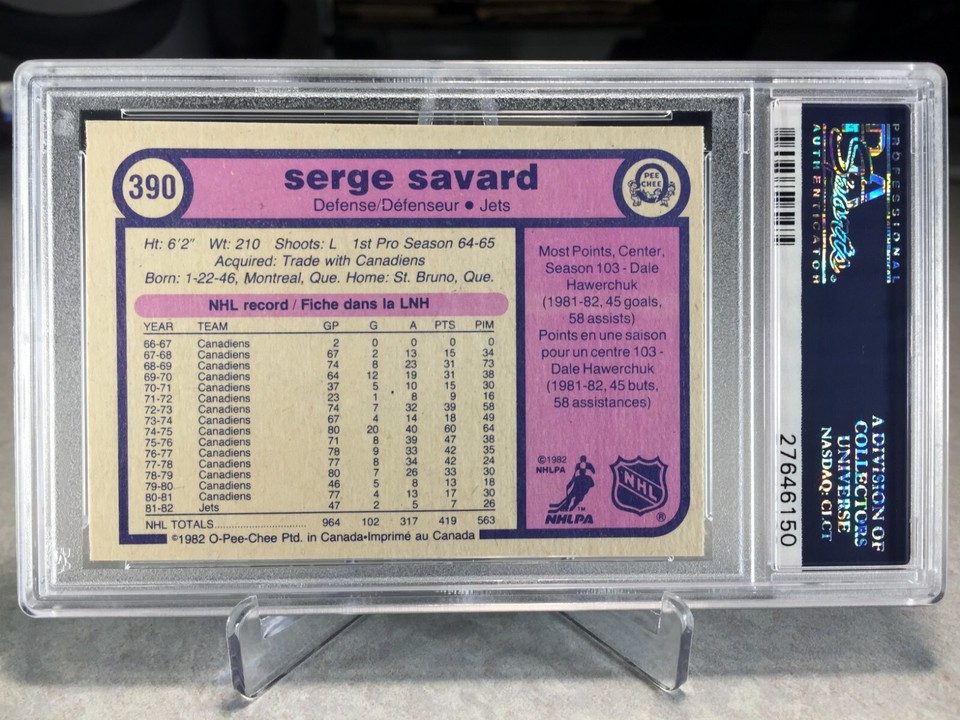 390
serge savard
Defense/Défenseur • Jets
PEE
CHEE
Ht: 6'2" Wt: 210 Shoots: L 1st Pro Season 64-65
Acquired: Trade with Canadiens
Born: 1-22-46, Montreal, Que. Home: St. Bruno, Que.
NHL record / Fiche dans la LNH
YEAR TEAM GP G A PTS PIM
66-67 Canadiens 2 0 0 0 0
67-68 Canadiens 67 2 13 15 34
68-69 Canadiens 74 8 23 31 73
69-70 Canadiens 64 12 19 31 38
70-71 Canadiens 37 5 10 15 30
71-72 Canadiens 23 1 8 9 16
72-73 Canadiens 74 7 32 39 58
73-74 Canadiens 67 4 14 18 49
74-75 Canadiens 80 20 40 60 64
75-76 Canadiens 71 8 39 47 38
76-77 Canadiens 78 9 33 42 35
77-78 Canadiens 77 8 34 42 24
78-79 Canadiens 80 7 26 33 30
79-80 Canadiens 46 5 8 13 18
80-81 Canadiens 77 4 13 17 30
81-82 Jets 47 2 5 7 26
NHL TOTALS 964 102 317 419 563
©1982 O-Pee-Chee Ptd. in Canada•Imprimé au Canada
Most Points, Center,
Season 103 - Dale
Hawerchuk
(1981-82, 45 goals,
58 assists)
Points en une saison
pour un centre 103 -
Dale Hawerchuk
(1981-82, 45 buts,
58 assistances)
©1982
NHLPA
NHLPA
TM
NHL
®
PROFESSIONAL
AUTHENTICATOR
A DIVISION OF
COLLECTORS
UNIVERSE
NASDAQ: CLCT
27646150